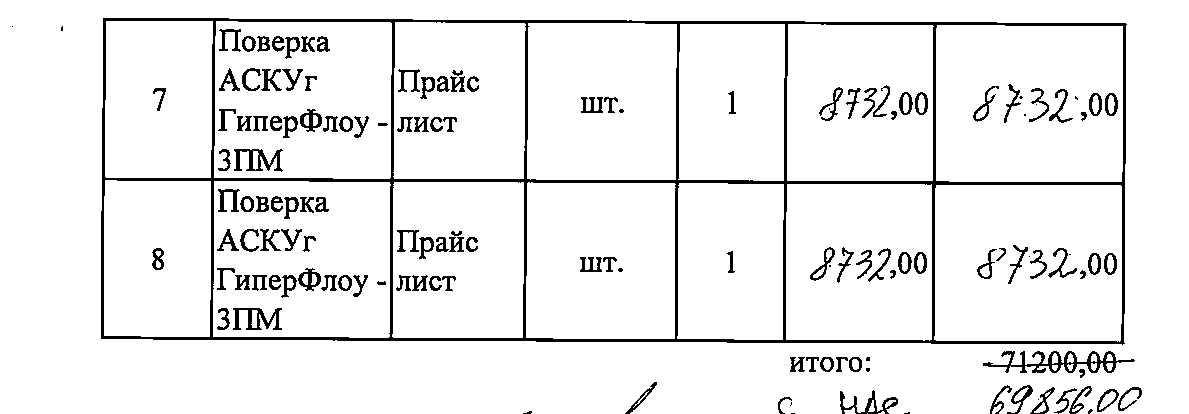 7 Поверка АСКУг ГиперФлоу - 3ПМ Прайс лист шт. 1 8732,00 8732,00
8 Поверка АСКУг ГиперФлоу - 3ПМ Прайс лист шт. 1 8732,00 8732,00
итого: 71200,00
с НДС. 69856.00